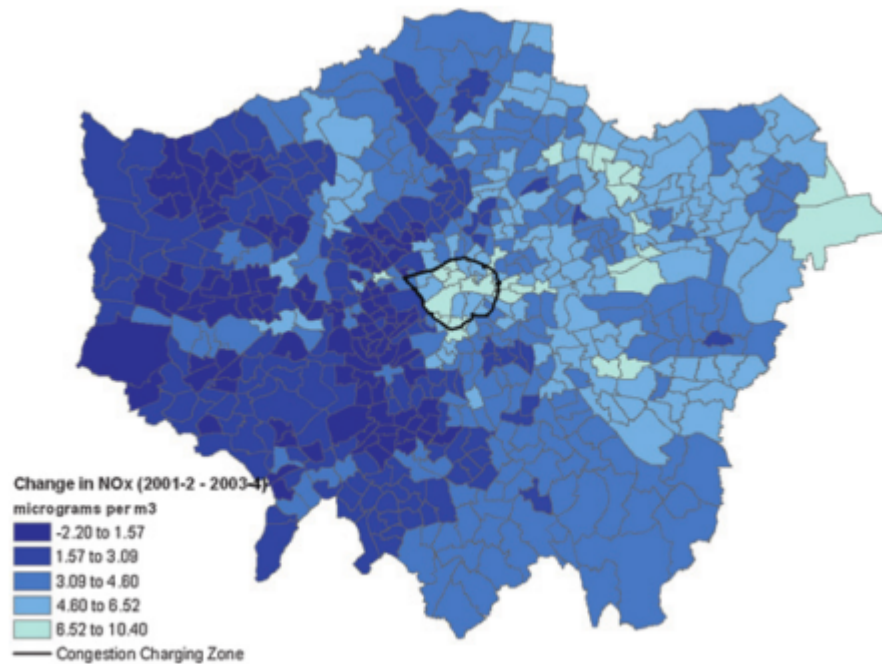 Change in NOx (2001-2 - 2003-4)
micrograms per m3
-2.20 to 1.57
1.57 to 3.09
3.09 to 4.60
4.60 to 6.52
6.52 to 10.40
Congestion Charging Zone